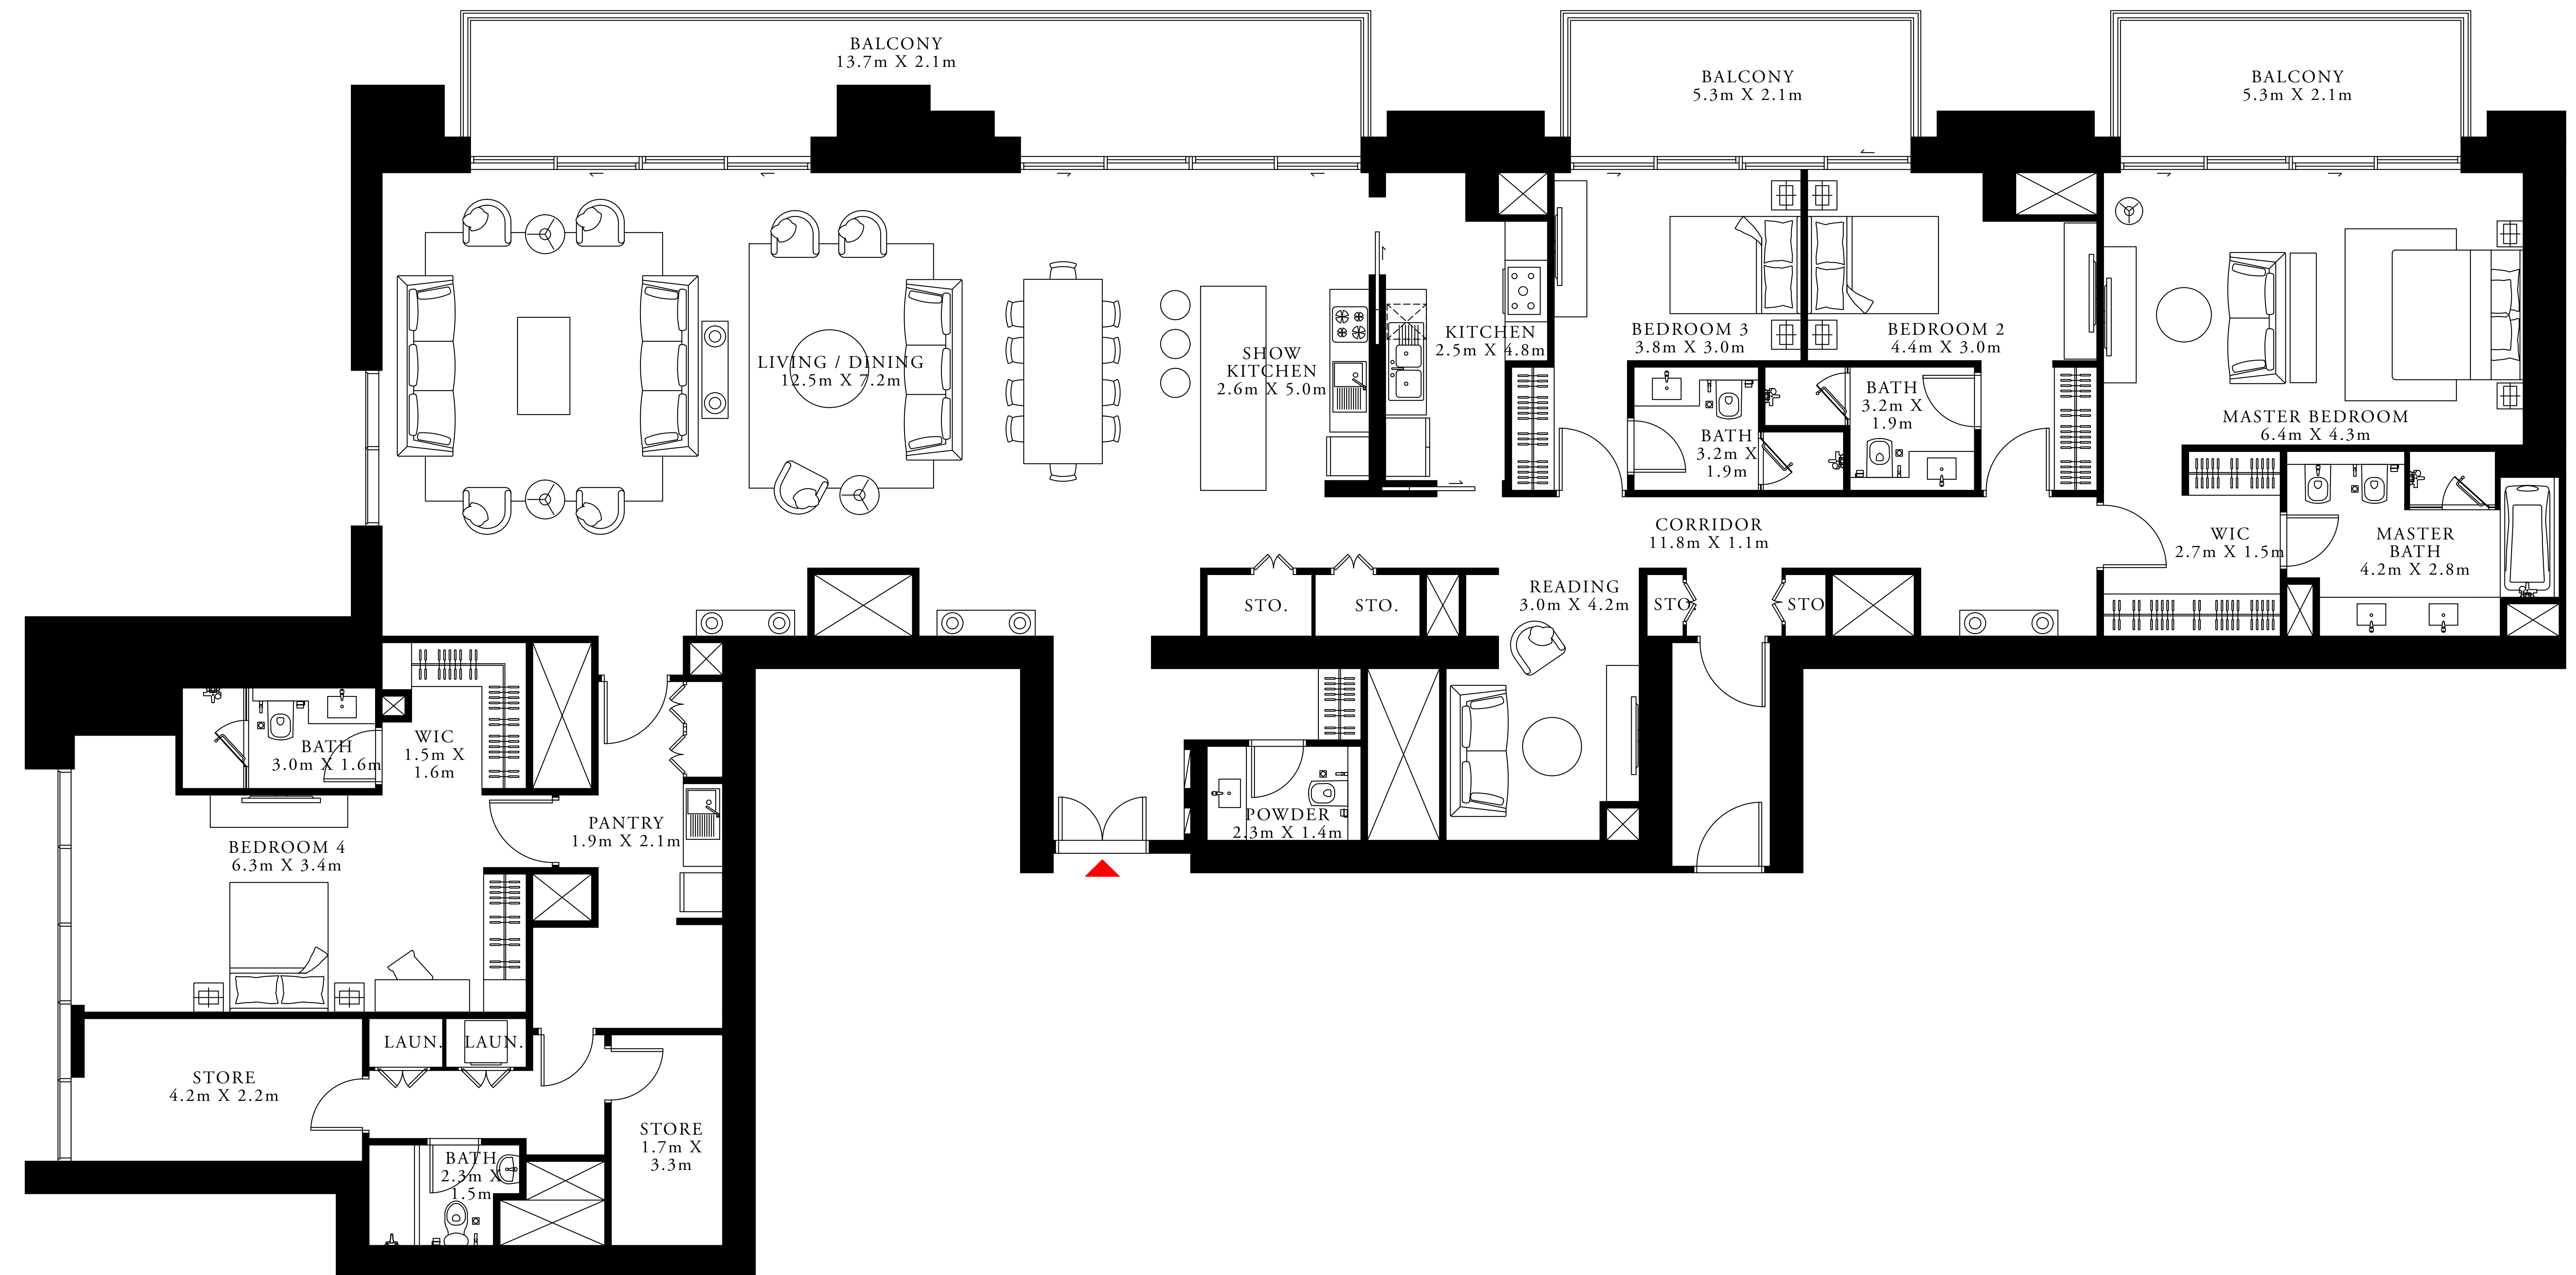 BALCONY
13.7m X 2.1m
BALCONY
5.3m X 2.1m
BALCONY
5.3m X 2.1m
LIVING / DINING
12.5m X 7.2m
SHOW
KITCHEN
2.6m X 5.0m
KITCHEN
2.5m X 4.8m
BEDROOM 3
3.8m X 3.0m
BEDROOM 2
4.4m X 3.0m
BATH
3.2m X
1.9m
BATH
3.2m X
1.9m
MASTER BEDROOM
6.4m X 4.3m
CORRIDOR
11.8m X 1.1m
WIC
2.7m X 1.5m
MASTER
BATH
4.2m X 2.8m
STO.
STO.
READING
3.0m X 4.2m
STO.
STO
BATH
3.0m X 1.6m
WIC
1.5m X
1.6m
PANTRY
1.9m X 2.1m
POWDER
2.3m X 1.4m
BEDROOM 4
6.3m X 3.4m
LAUN.
LAUN.
STORE
4.2m X 2.2m
STORE
1.7m X
3.3m
BATH
2.3m X
1.5m